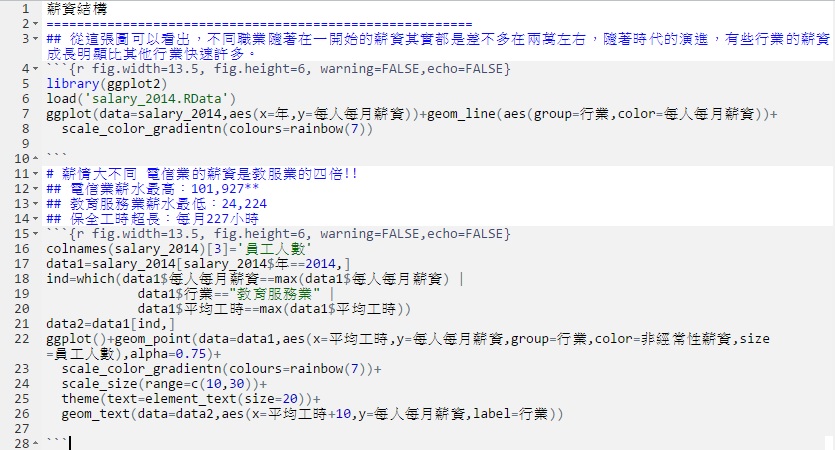 1 薪資結構
2 =========================================================
3 ## 從這張圖可以看出，不同職業隨著在一開始的薪資其實都是差不多在兩萬左右，隨著時代的演進，有些行業的薪資
成長明顯比其他行業快速許多。
4 ```{r fig.width=13.5, fig.height=6, warning=FALSE,echo=FALSE}
5 library(ggplot2)
6 load('salary_2014.RData')
7 ggplot(data=salary_2014,aes(x=年,y=每人每月薪資))+geom_line(aes(group=行業,color=每人每月薪資))+
8   scale_color_gradientn(colours=rainbow(7))
9
10 ```
11 # 薪情大不同 電信業的薪資是教服業的四倍!!
12 ## 電信業薪水最高：101,927**
13 ## 教育服務業薪水最低：24,224
14 ## 保全工時超長：每月227小時
15 ```{r fig.width=13.5, fig.height=6, warning=FALSE,echo=FALSE}
16 colnames(salary_2014)[3]='員工人數'
17 data1=salary_2014[salary_2014$年==2014,]
18 ind=which(data1$每人每月薪資==max(data1$每人每月薪資) |
19             data1$行業=="教育服務業" |
20             data1$平均工時==max(data1$平均工時))
21 data2=data1[ind,]
22 ggplot()+geom_point(data=data1,aes(x=平均工時,y=每人每月薪資,group=行業,color=非經常性薪資,size
=員工人數),alpha=0.75)+
23   scale_color_gradientn(colours=rainbow(7))+
24   scale_size(range=c(10,30))+
25   theme(text=element_text(size=20))+
26   geom_text(data=data2,aes(x=平均工時+10,y=每人每月薪資,label=行業))
27
28 ```